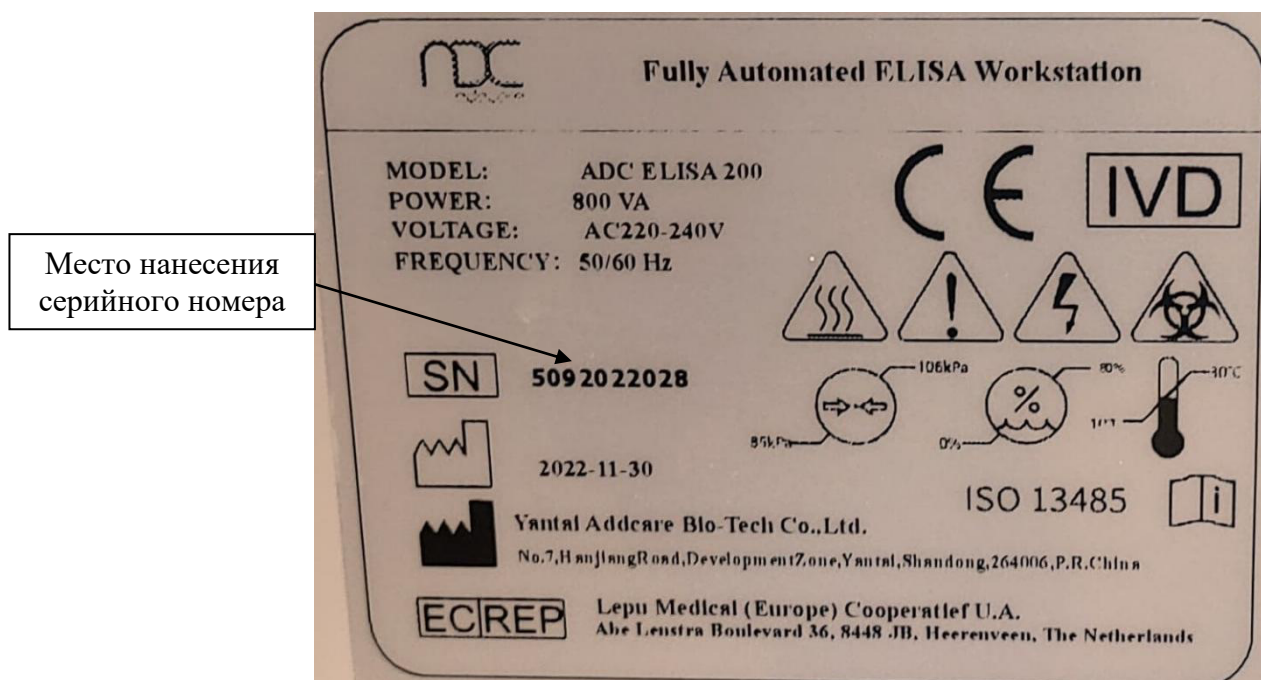 ADC
Fully Automated ELISA Workstation
MODEL: ADC ELISA 200
POWER: 800 VA
VOLTAGE: AC220-240V
FREQUENCY: 50/60 Hz
CE IVD
Место нанесения
серийного номера
SN 5092022028
106kPa
80%
30°C
85kPa
0%
2022-11-30
ISO 13485
i
Yantai Addcare Bio-Tech Co.,Ltd.
No.7,HanjiangRoad,DevelopmentZone,Yantai,Shandong,264006,P.R.China
EC REP
Lepu Medical (Europe) Cooperatief U.A.
Abe Lenstra Boulevard 36, 8448 JB, Heerenveen, The Netherlands